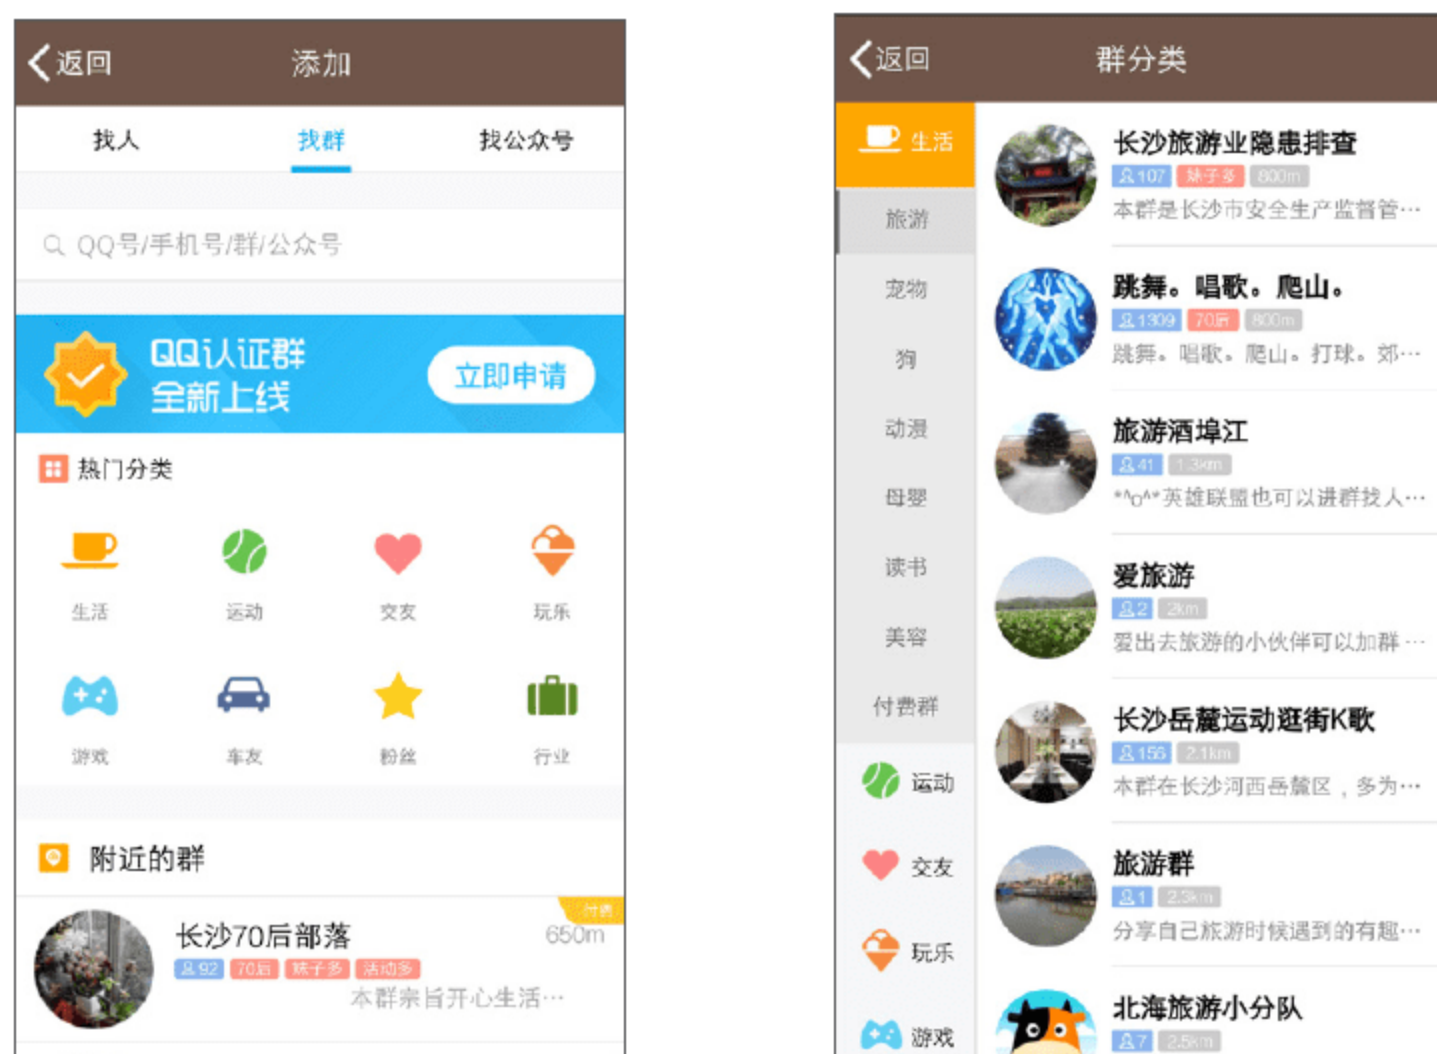 返回
添加
找人
找群
找公众号
QQ号/手机号/群/公众号
QQ认证群
全新上线
立即申请
热门分类
生活
运动
交友
玩乐
游戏
车友
粉丝
行业
附近的群
付费
长沙70后部落
650m
92
70后
妹子多
活动多
本群宗旨开心生活…
返回
群分类
生活
旅游
宠物
狗
动漫
母婴
读书
美容
付费群
运动
交友
玩乐
游戏
长沙旅游业隐患排查
107
妹子多
800m
本群是长沙市安全生产监督管…
跳舞。唱歌。爬山。
1309
70后
800m
跳舞。唱歌。爬山。打球。郊…
旅游酒埠江
41
1.3km
*^o^*英雄联盟也可以进群找人…
爱旅游
2
2km
爱出去旅游的小伙伴可以加群…
长沙岳麓运动逛街K歌
156
2.1km
本群在长沙河西岳麓区，多为…
旅游群
1
2.3km
分享自己旅游时候遇到的有趣…
北海旅游小分队
7
2.5km